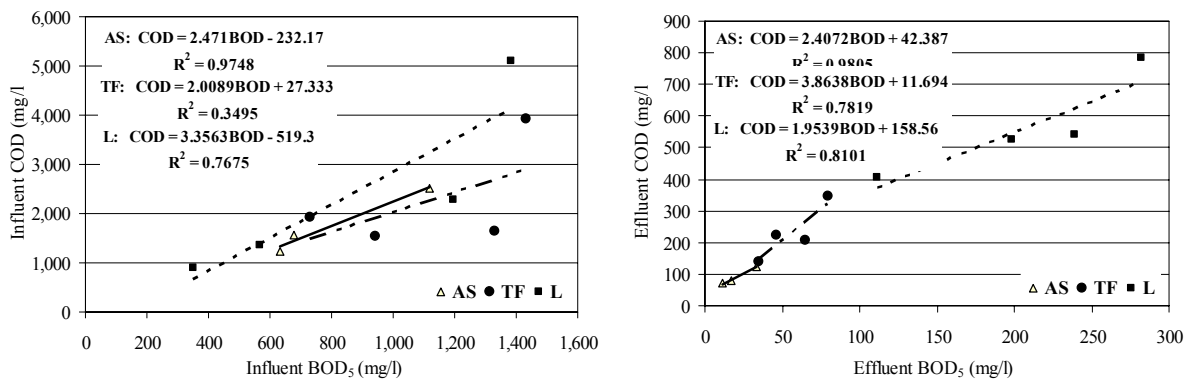 6,000
5,000
4,000
3,000
2,000
1,000
0
Influent COD (mg/l)
AS: COD = 2.471BOD - 232.17
R² = 0.9748
TF: COD = 2.0089BOD + 27.333
R² = 0.3495
L: COD = 3.3563BOD - 519.3
R² = 0.7675
AS TF L
0 200 400 600 800 1,000 1,200 1,400 1,600
Influent BOD₅ (mg/l)
900
800
700
600
500
400
300
200
100
0
Effluent COD (mg/l)
AS: COD = 2.4072BOD + 42.387
R² = 0.9805
TF: COD = 3.8638BOD + 11.694
R² = 0.7819
L: COD = 1.9539BOD + 158.56
R² = 0.8101
AS TF L
0 50 100 150 200 250 300
Effluent BOD₅ (mg/l)